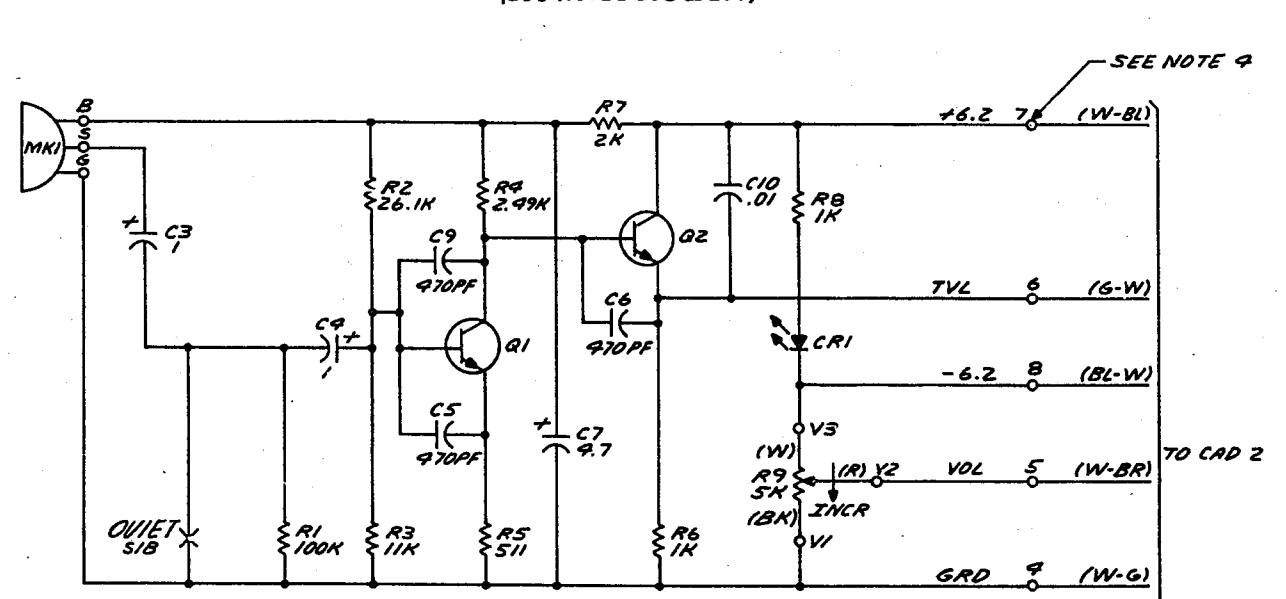 SEE NOTE 4
B
S
G
MK1
R7
2K
+6.2 7 (W-BL)
R2
26.1K
R4
2.49K
C10
.01
R8
1K
+
C3
1
C9
470PF
Q2
C6
470PF
TVL 6 (G-W)
C4
+
1
Q1
CR1
-6.2 8 (BL-W)
C5
470PF
+
C7
4.7
V3
(W)
R9
5K
(R) V2 VOL 5 (W-BR)
INCR
(BK)
V1
TO CAD 2
QUIET
S1B
R1
100K
R3
11K
R5
511
R6
1K
GRD 4 (W-G)